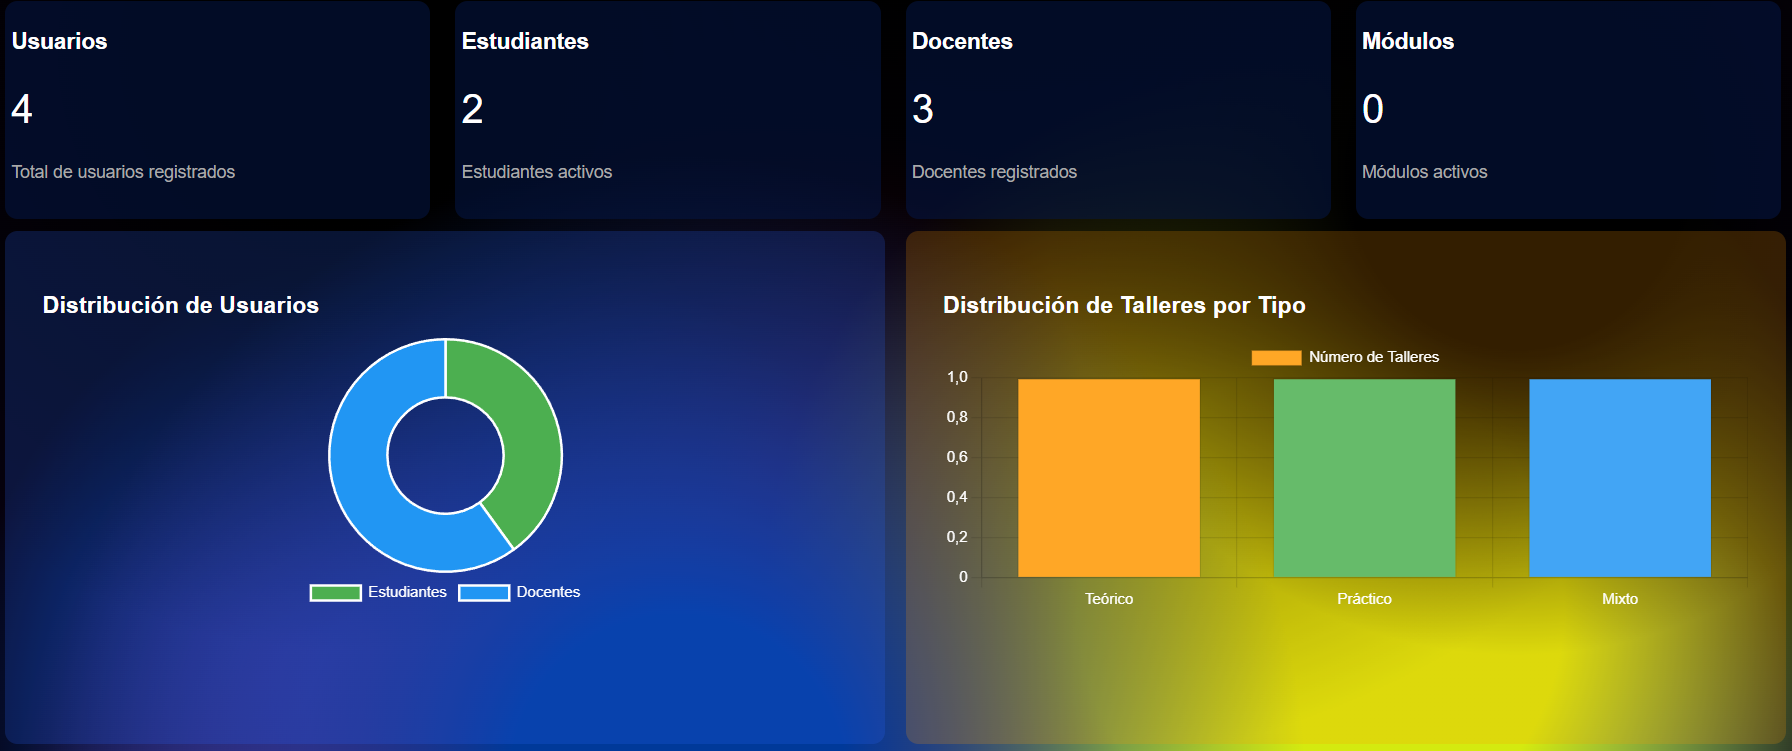 Usuarios
4
Total de usuarios registrados
Estudiantes
2
Estudiantes activos
Docentes
3
Docentes registrados
Módulos
0
Módulos activos
Distribución de Usuarios
Estudiantes
Docentes
Distribución de Talleres por Tipo
Número de Talleres
1,0
0,8
0,6
0,4
0,2
0
Teórico
Práctico
Mixto